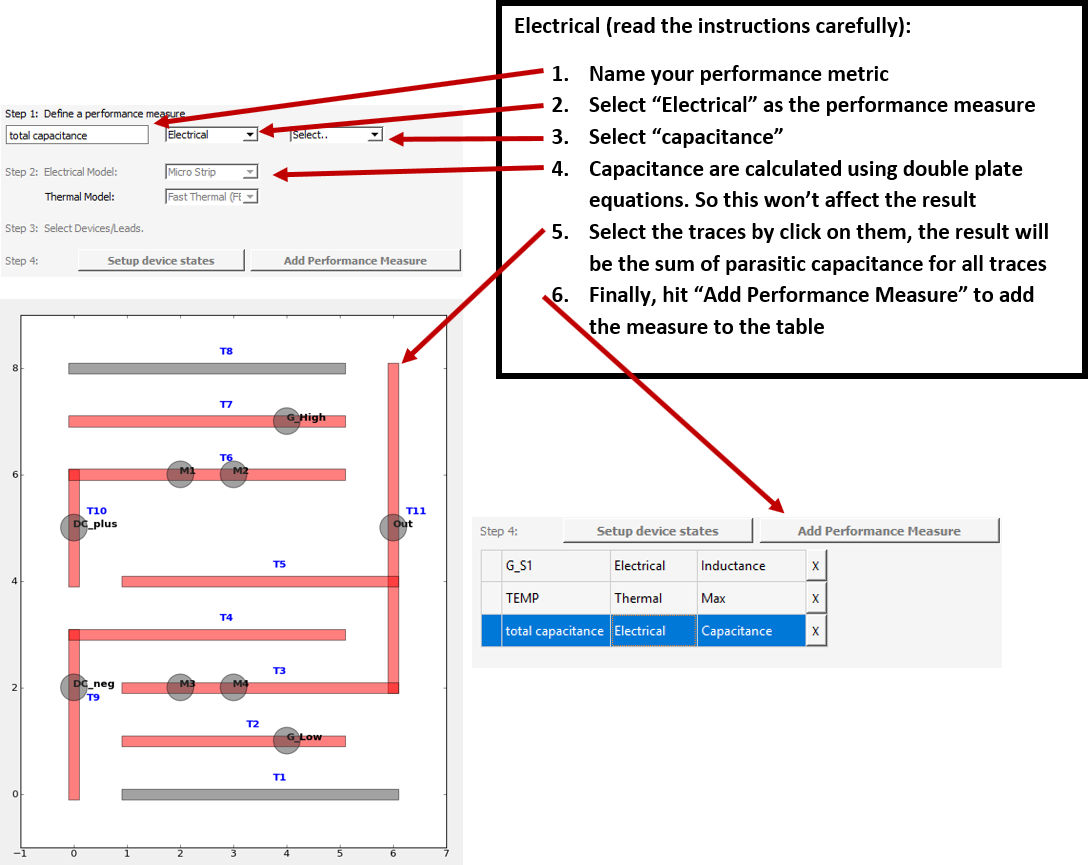 Electrical (read the instructions carefully):
1. Name your performance metric
2. Select “Electrical” as the performance measure
3. Select “capacitance”
4. Capacitance are calculated using double plate
equations. So this won’t affect the result
5. Select the traces by click on them, the result will
be the sum of parasitic capacitance for all traces
6. Finally, hit “Add Performance Measure” to add
the measure to the table
Step 1: Define a performance measure
total capacitance Electrical Select..
Step 2: Electrical Model: Micro Strip
Thermal Model: Fast Thermal (FE
Step 3: Select Devices/Leads.
Step 4: Setup device states Add Performance Measure
T8
8
T7
G_High
T6
6 M1 M2
T10 T11
DC_plus Out
T5
4
T4
T3
2 DC_neg M3 M4
T9
T2
G_Low
T1
0
−1 0 1 2 3 4 5 6 7
Step 4: Setup device states Add Performance Measure
G_S1 Electrical Inductance X
TEMP Thermal Max X
total capacitance Electrical Capacitance X